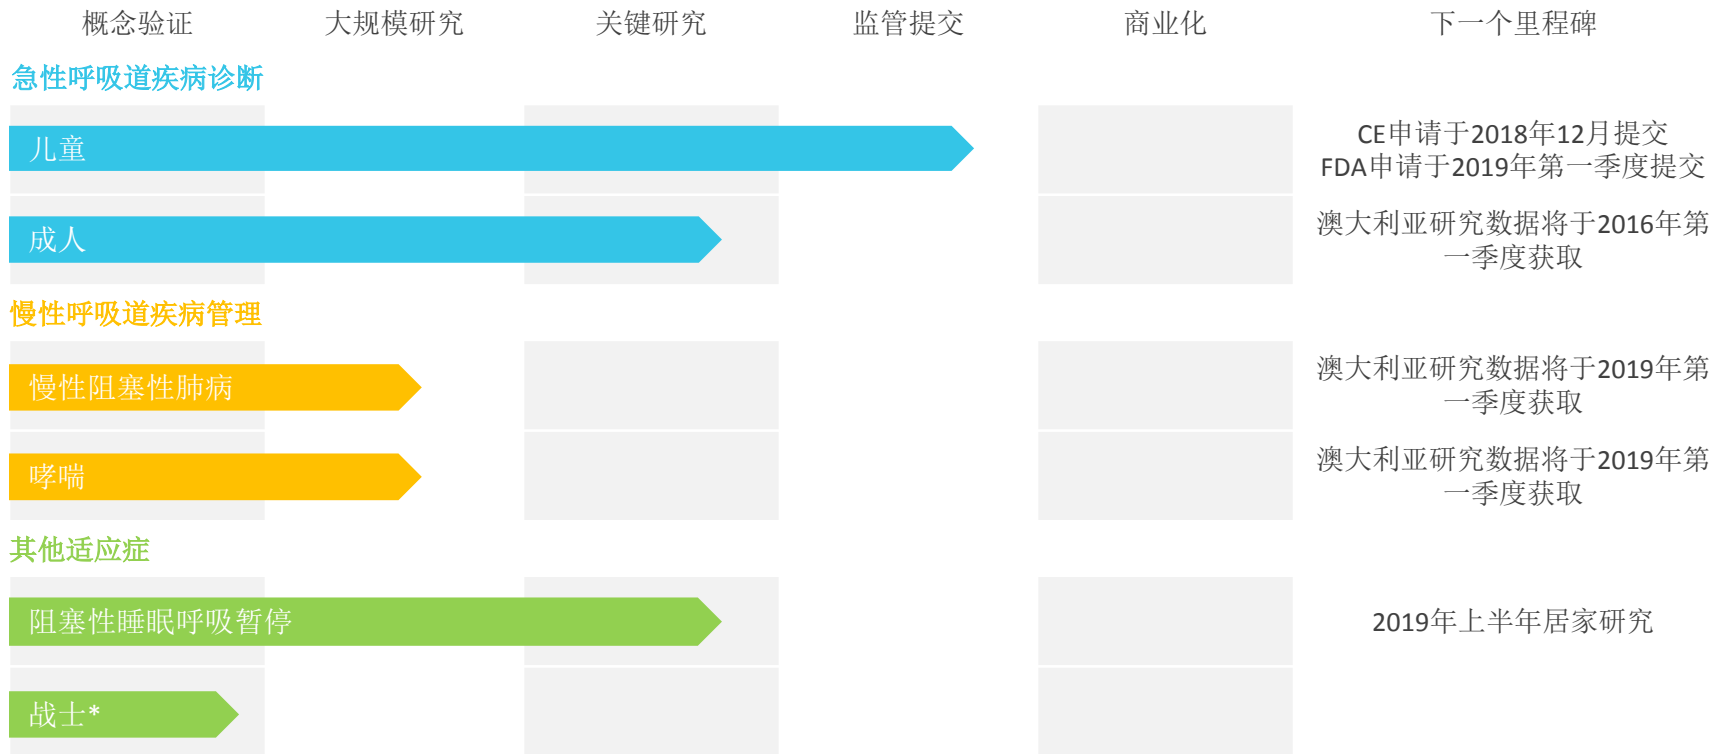 概念验证
大规模研究
关键研究
监管提交
商业化
下一个里程碑
急性呼吸道疾病诊断
儿童
CE申请于2018年12月提交
FDA申请于2019年第一季度提交
成人
澳大利亚研究数据将于2016年第
一季度获取
慢性呼吸道疾病管理
慢性阻塞性肺病
澳大利亚研究数据将于2019年第
一季度获取
哮喘
澳大利亚研究数据将于2019年第
一季度获取
其他适应症
阻塞性睡眠呼吸暂停
2019年上半年居家研究
战士*